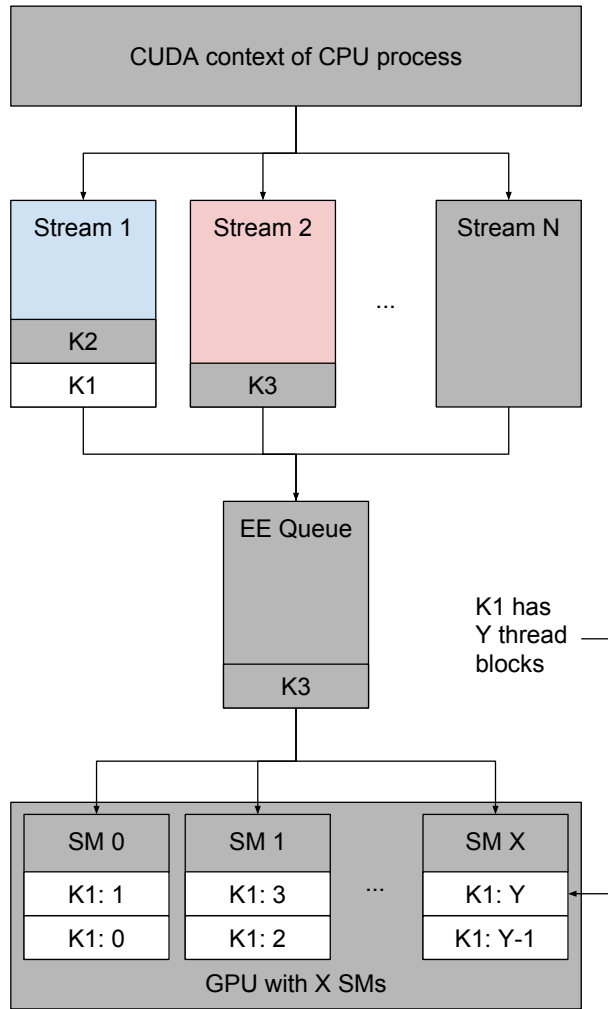 CUDA context of CPU process
Stream 1
Stream 2
Stream N
...
K2
K1
K3
EE Queue
K3
K1 has
Y thread
blocks
SM 0
SM 1
SM X
K1: 1
K1: 3
...
K1: Y
K1: 0
K1: 2
K1: Y-1
GPU with X SMs